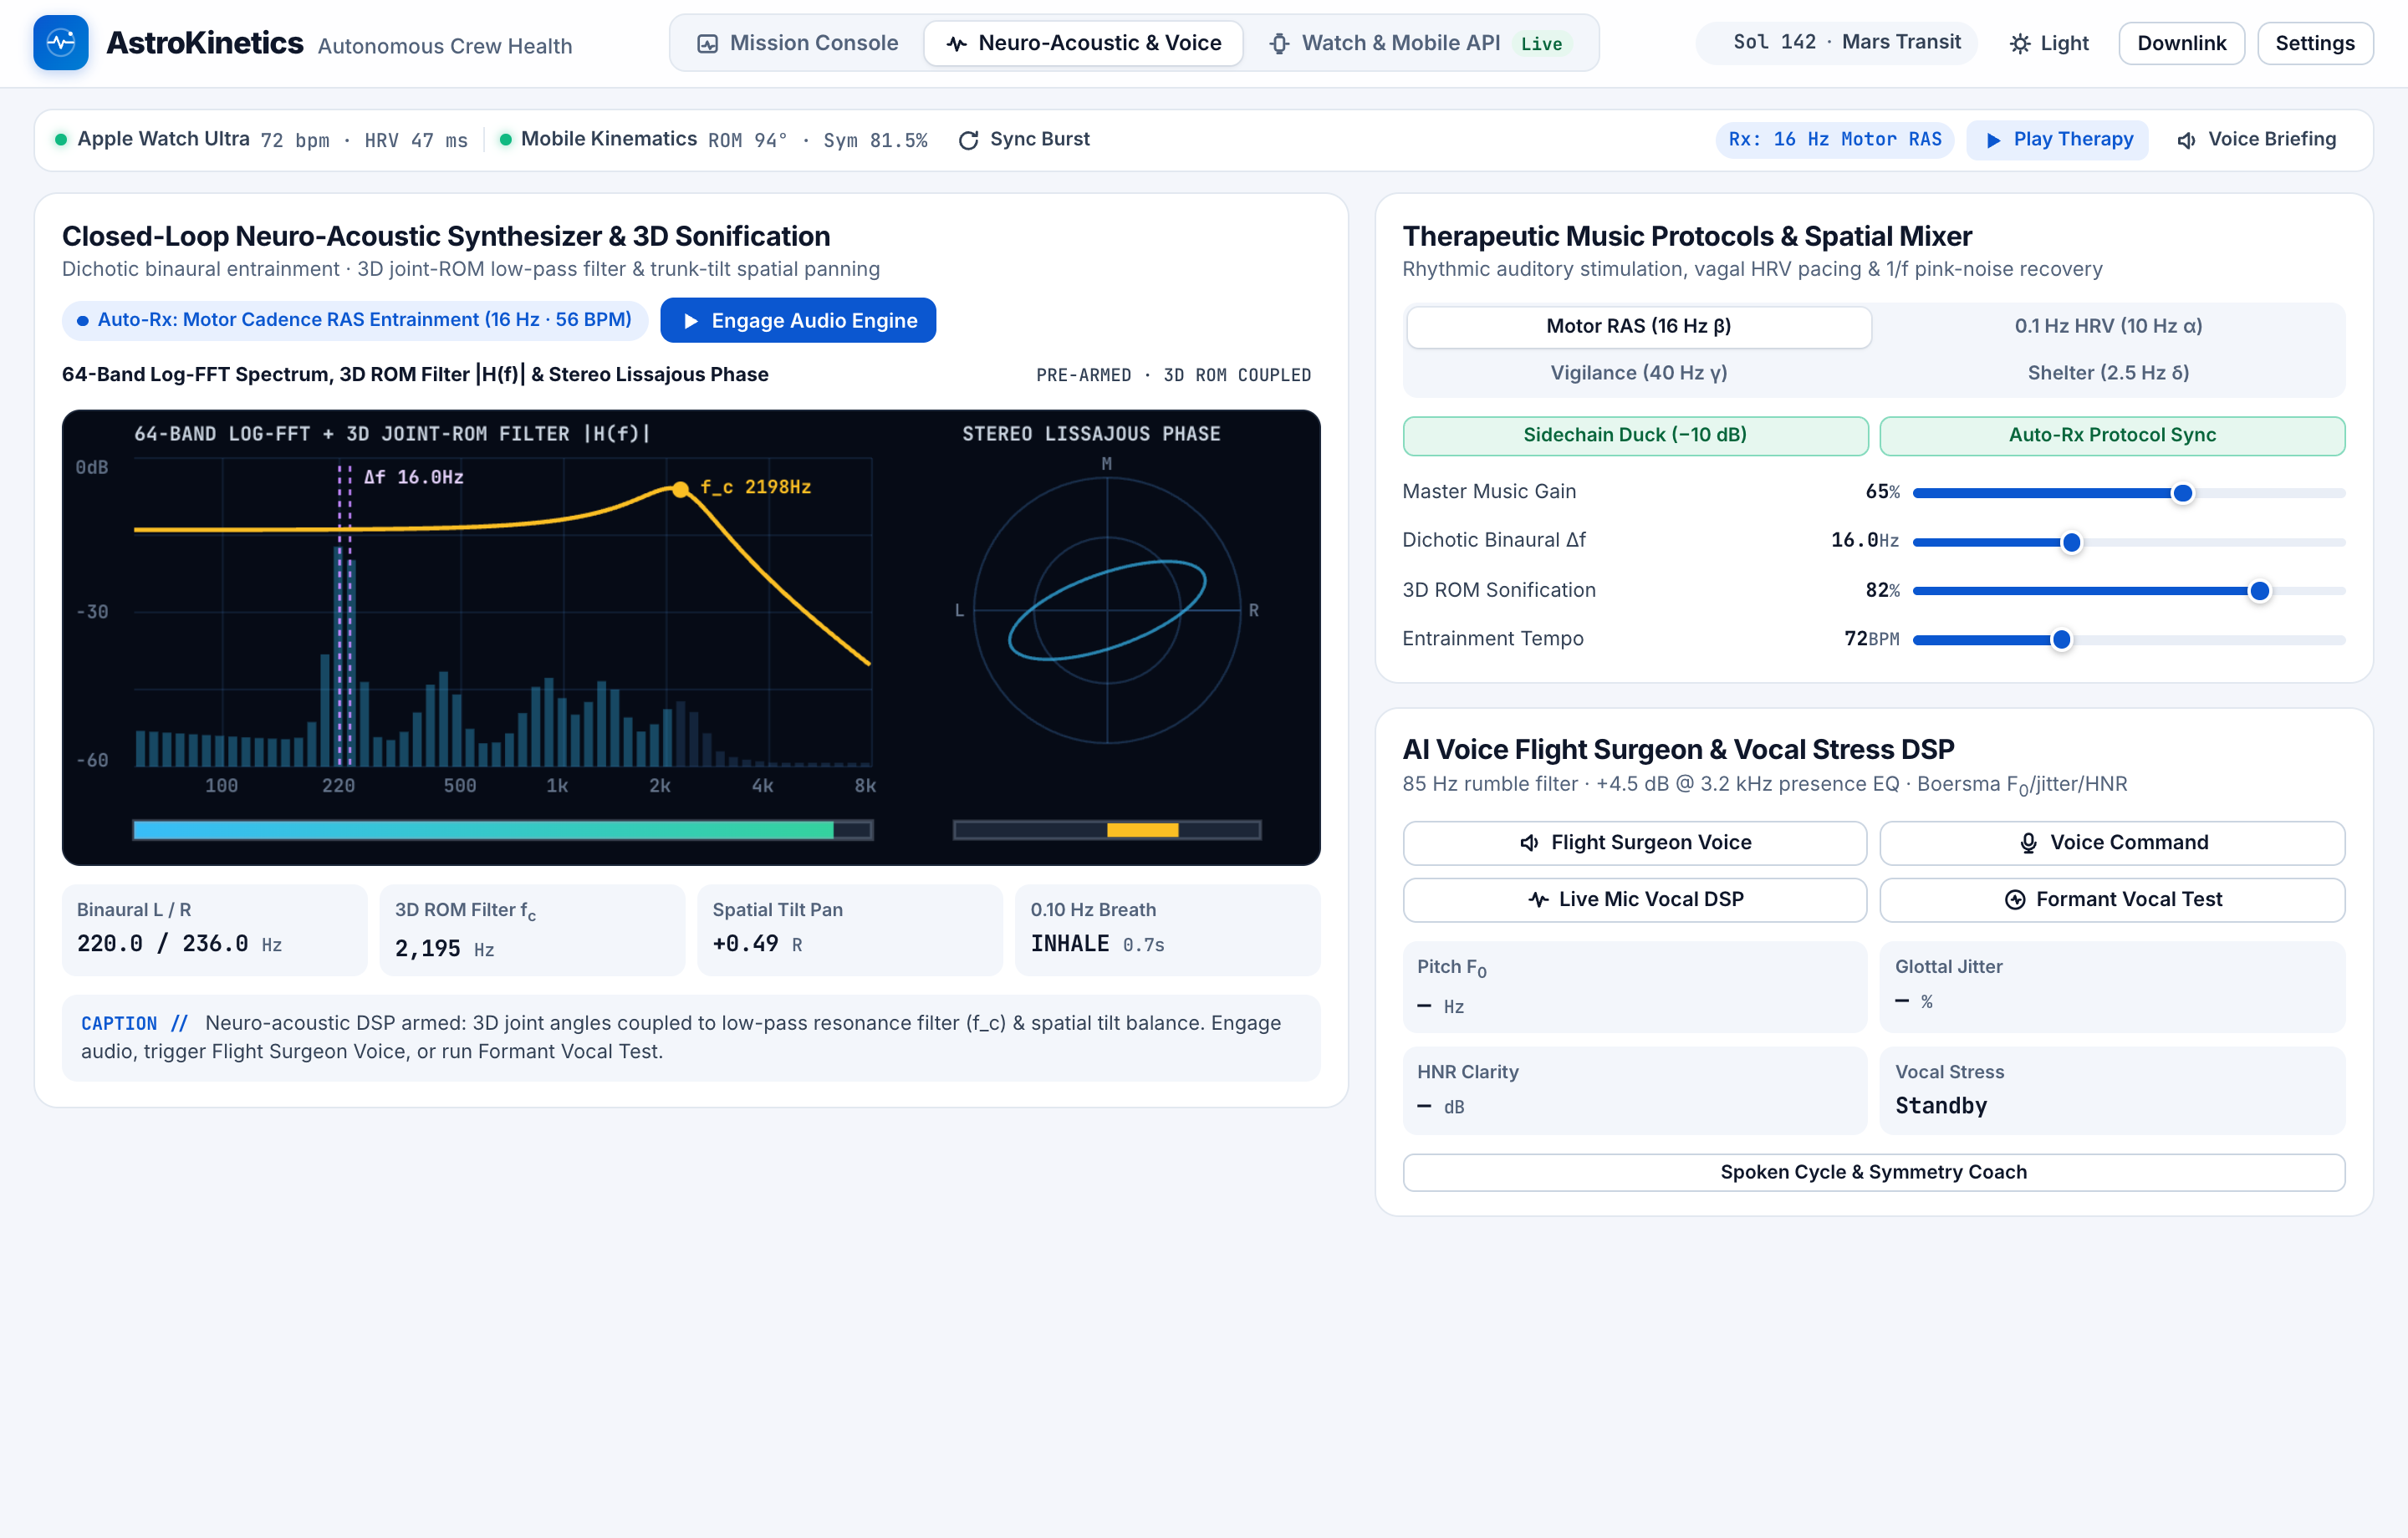 AstroKinetics Autonomous Crew Health
Mission Console
Neuro-Acoustic & Voice
Watch & Mobile API Live
Sol 142 · Mars Transit
Light
Downlink
Settings
Apple Watch Ultra 72 bpm · HRV 47 ms
Mobile Kinematics ROM 94° · Sym 81.5%
Sync Burst
Rx: 16 Hz Motor RAS
Play Therapy
Voice Briefing
Closed-Loop Neuro-Acoustic Synthesizer & 3D Sonification
Dichotic binaural entrainment · 3D joint-ROM low-pass filter & trunk-tilt spatial panning
Auto-Rx: Motor Cadence RAS Entrainment (16 Hz · 56 BPM)
Engage Audio Engine
64-Band Log-FFT Spectrum, 3D ROM Filter |H(f)| & Stereo Lissajous Phase
PRE-ARMED · 3D ROM COUPLED
64-BAND LOG-FFT + 3D JOINT-ROM FILTER |H(f)|
STEREO LISSAJOUS PHASE
0dB
-30
-60
Δf 16.0Hz
f_c 2198Hz
100 220 500 1k 2k 4k 8k
M
L
R
Binaural L / R
220.0 / 236.0 Hz
3D ROM Filter fc
2,195 Hz
Spatial Tilt Pan
+0.49 R
0.10 Hz Breath
INHALE 0.7s
CAPTION // Neuro-acoustic DSP armed: 3D joint angles coupled to low-pass resonance filter (f_c) & spatial tilt balance. Engage
audio, trigger Flight Surgeon Voice, or run Formant Vocal Test.
Therapeutic Music Protocols & Spatial Mixer
Rhythmic auditory stimulation, vagal HRV pacing & 1/f pink-noise recovery
Motor RAS (16 Hz β)
0.1 Hz HRV (10 Hz α)
Vigilance (40 Hz γ)
Shelter (2.5 Hz δ)
Sidechain Duck (−10 dB)
Auto-Rx Protocol Sync
Master Music Gain 65%
Dichotic Binaural Δf 16.0Hz
3D ROM Sonification 82%
Entrainment Tempo 72BPM
AI Voice Flight Surgeon & Vocal Stress DSP
85 Hz rumble filter · +4.5 dB @ 3.2 kHz presence EQ · Boersma F0/jitter/HNR
Flight Surgeon Voice
Voice Command
Live Mic Vocal DSP
Formant Vocal Test
Pitch F0
— Hz
Glottal Jitter
— %
HNR Clarity
— dB
Vocal Stress
Standby
Spoken Cycle & Symmetry Coach